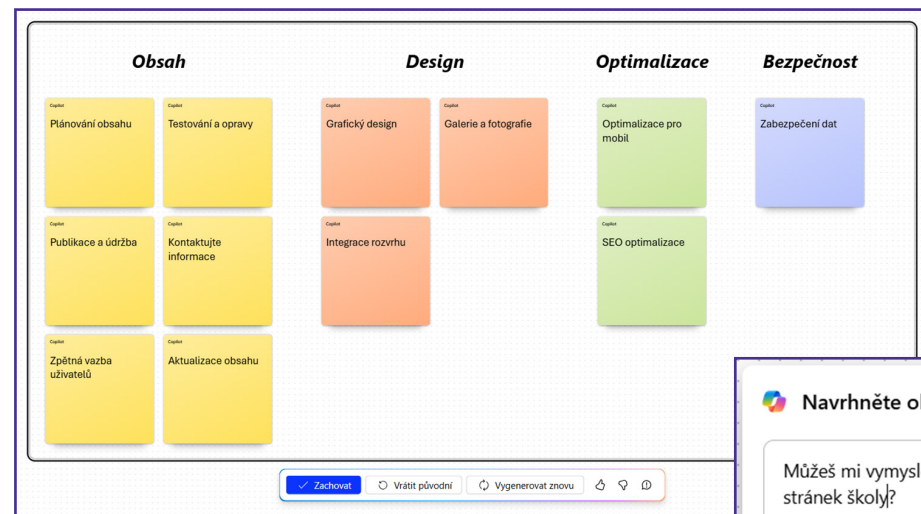 Obsah
Design
Optimalizace
Bezpečnost
Copilot
Plánování obsahu
Copilot
Testování a opravy
Copilot
Grafický design
Copilot
Galerie a fotografie
Copilot
Optimalizace pro
mobil
Copilot
Zabezpečení dat
Copilot
Publikace a údržba
Copilot
Kontaktujte
informace
Copilot
Integrace rozvrhu
Copilot
SEO optimalizace
Copilot
Zpětná vazba
uživatelů
Copilot
Aktualizace obsahu
Zachovat
Vrátit původní
Vygenerovat znovu
Navrhněte
Můžeš mi vymysl
stránek školy?